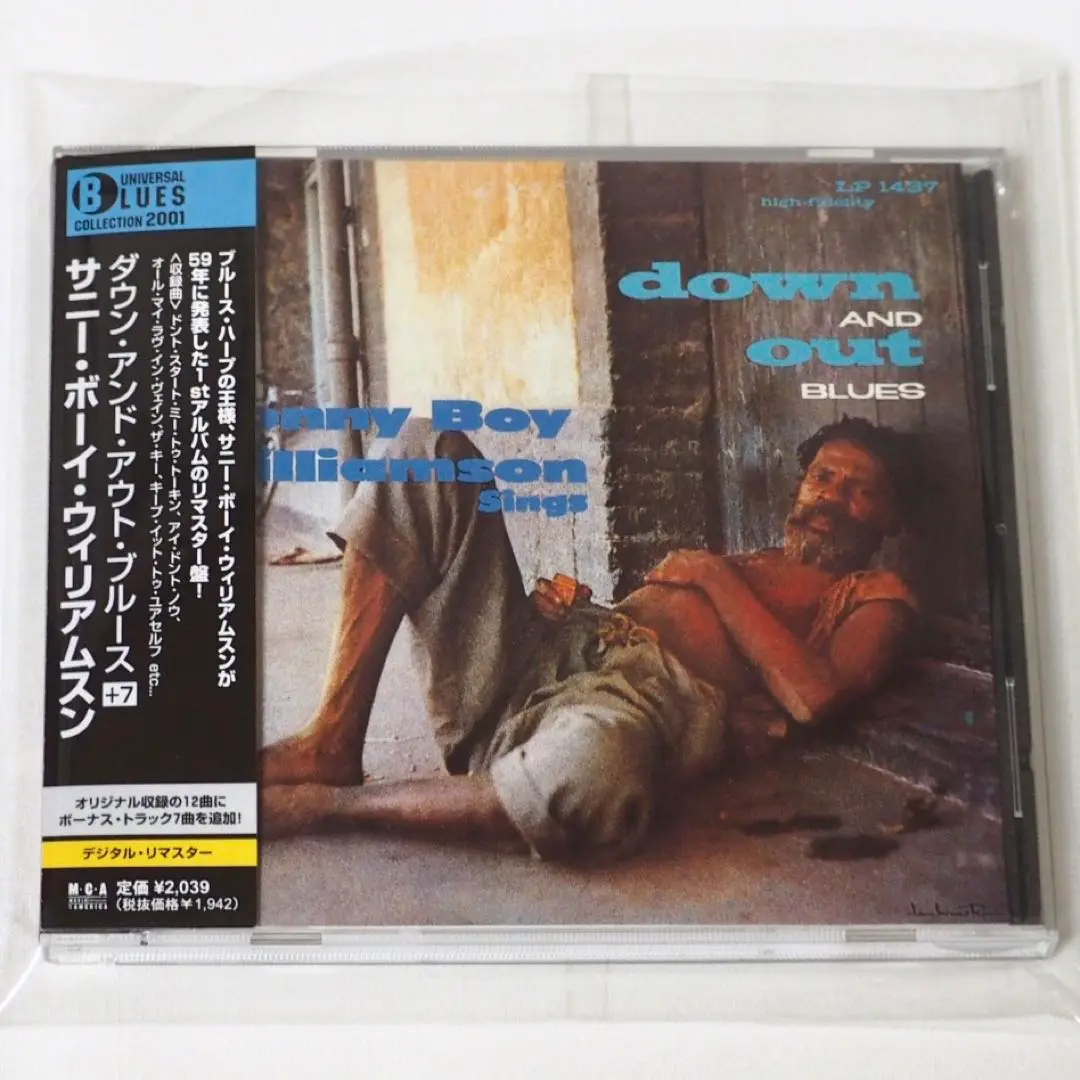 B UNIVERSAL
BLUES
COLLECTION 2001
ブルース・ハープの王様、サニー・ボーイ・ウィリアムスンが
59年に発表した1stアルバムのリマスター盤!
<収録曲> ドント・スタート・ミー・トゥ・トーキン、アイ・ドント・ノウ、
オール・マイ・ラヴ・イン・ヴェイン、ザ・キー、キープ・イット・トゥ・ユアセルフ etc...
ダウン・アンド・アウト・ブルース +7
サニー・ボーイ・ウィリアムスン
オリジナル収録の12曲に
ボーナス・トラック7曲を追加!
デジタル・リマスター
M・C・A 定価 ¥2,039
(税抜価格¥1,942)
LP 1437
high-fidelity
down
AND
out
BLUES
onny Boy
illiamson
Sings